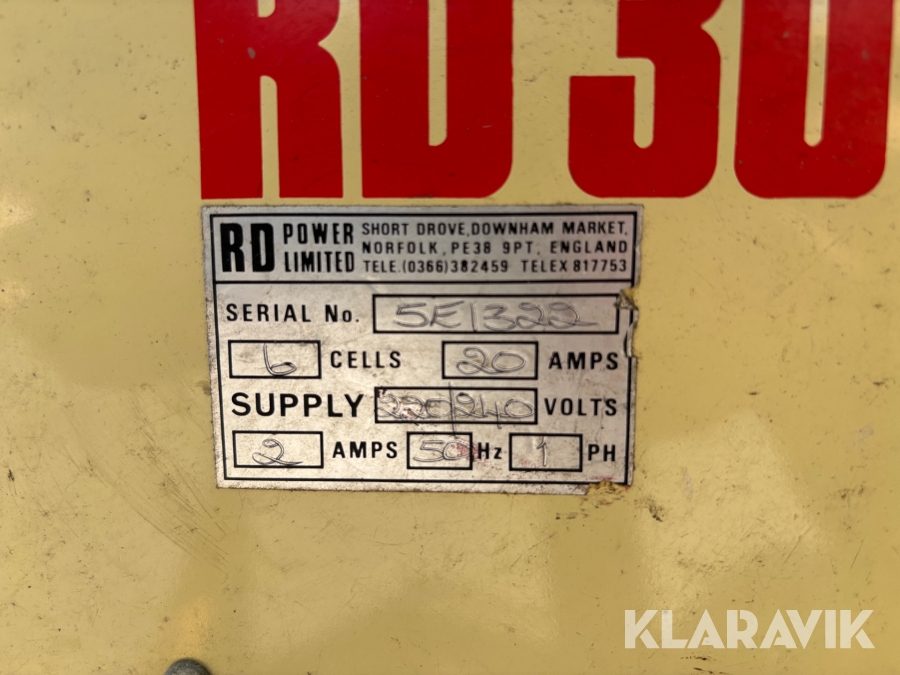 RD 30
RD POWER LIMITED
SHORT DROVE, DOWNHAM MARKET,
NORFOLK, PE38 9PT, ENGLAND
TELE.(0366)382459 TELEX 817753
SERIAL No. 5E1322
6 CELLS 20 AMPS
SUPPLY 220/240 VOLTS
2 AMPS 50 Hz 1 PH
KLARAVIK